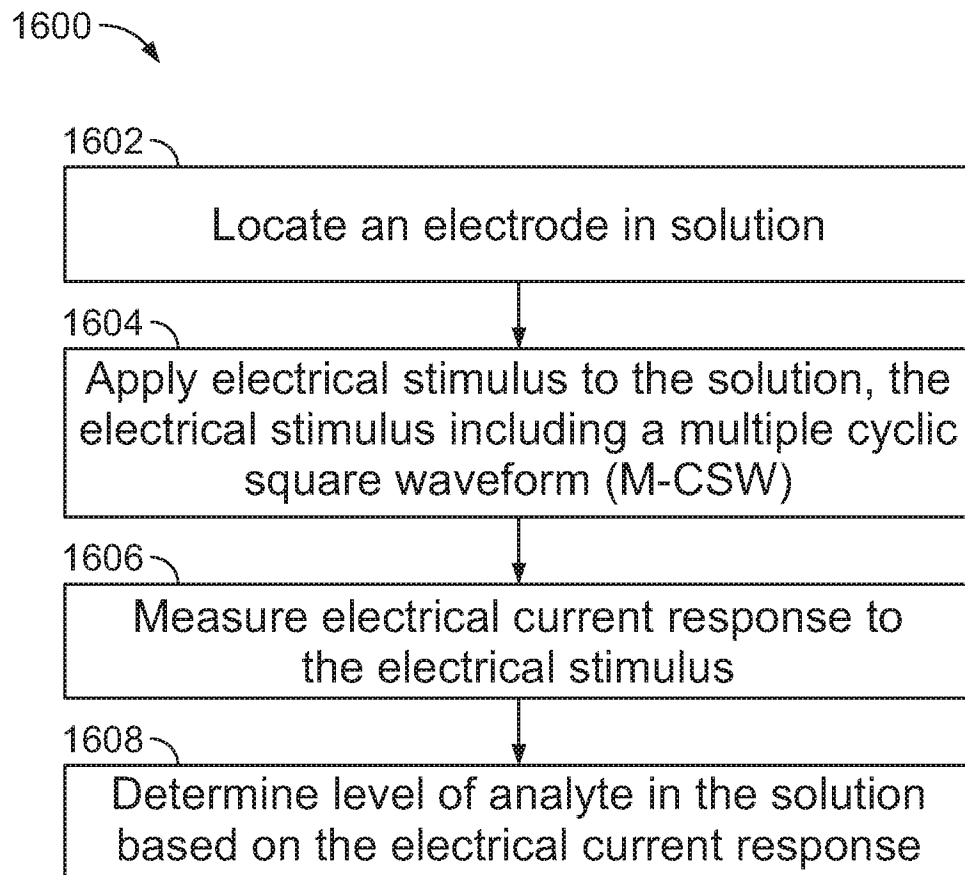 1600
1602
Locate an electrode in solution
1604
Apply electrical stimulus to the solution, the
electrical stimulus including a multiple cyclic
square waveform (M-CSW)
1606
Measure electrical current response to
the electrical stimulus
1608
Determine level of analyte in the solution
based on the electrical current response